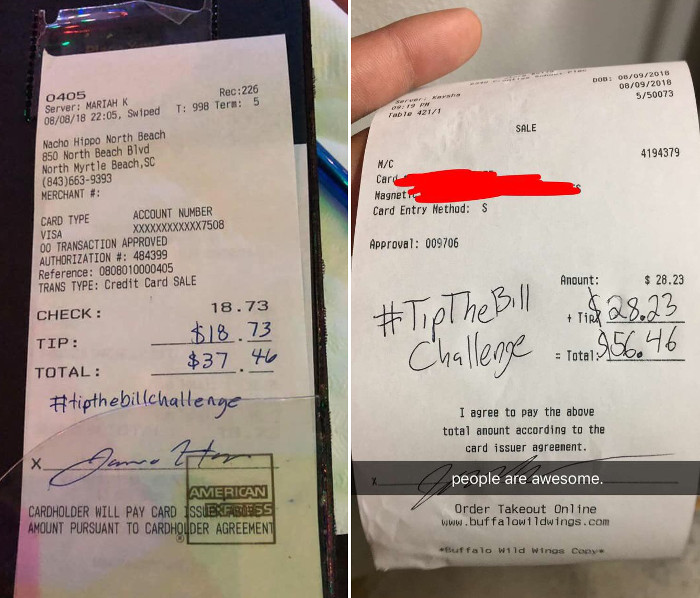 0405
Server: MARIAH K Rec:226
08/08/18 22:05, Swiped T: 998 Term: 5
Nacho Hippo North Beach
850 North Beach Blvd
North Myrtle Beach,SC
(843)663-9393
MERCHANT #:
CARD TYPE ACCOUNT NUMBER
VISA XXXXXXXXXXXX7508
00 TRANSACTION APPROVED
AUTHORIZATION #: 484399
Reference: 0808010000405
TRANS TYPE: Credit Card SALE
CHECK: 18.73
TIP: $18.73
TOTAL: $37.46
#tipthebillchallenge
X
AMERICAN
EXPRESS
CARDHOLDER WILL PAY CARD ISSUER
AMOUNT PURSUANT TO CARDHOLDER AGREEMENT
DOB: 08/09/2018
Server: Kaysha 08/09/2018
09:19 PM 5/50073
Table 421/1
SALE
M/C 4194379
Card
Magnetic
Card Entry Method: S
Approval: 009706
Amount: $ 28.23
+ Tip: $28.23
= Total: $56.46
#TipTheBill
Challenge
I agree to pay the above
total amount according to the
card issuer agreement.
x
people are awesome.
Order Takeout Online
www.buffalowildwings.com
*Buffalo Wild Wings Copy*